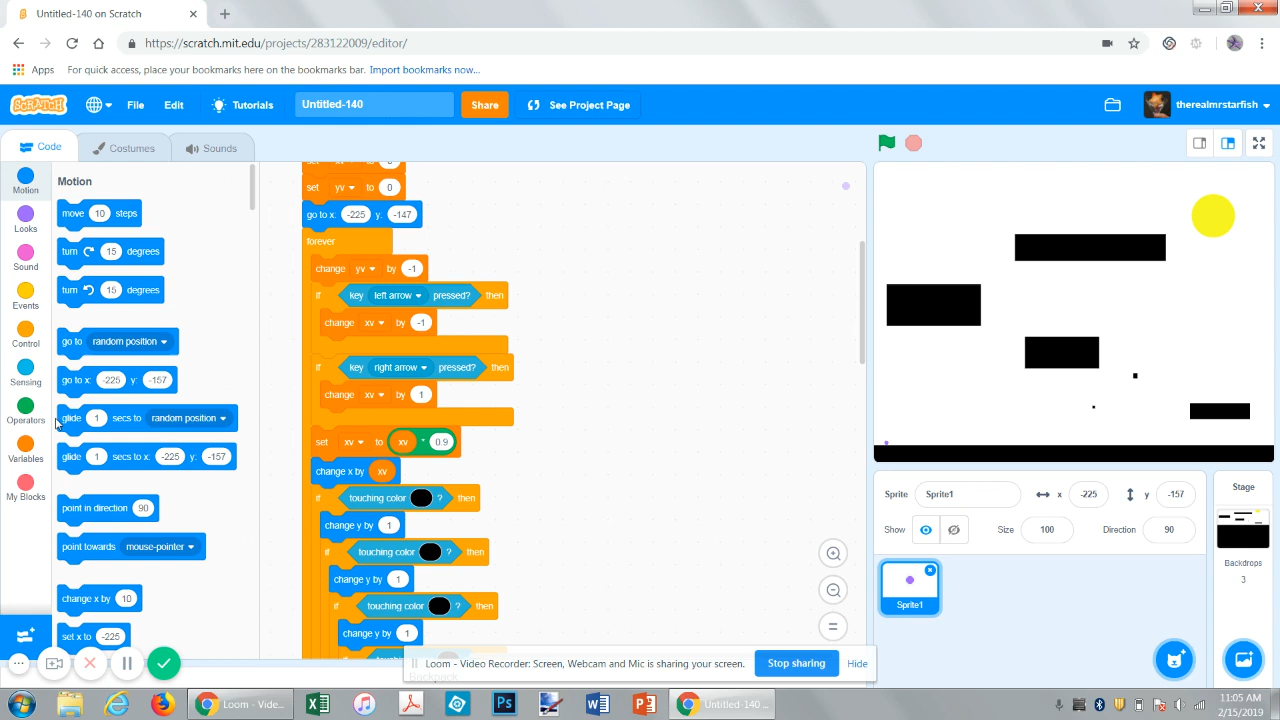 Untitled-140 on Scratch
https://scratch.mit.edu/projects/283122009/editor/
Apps For quick access, place your bookmarks here on the bookmarks bar. Import bookmarks now...
SCRATCH File Edit Tutorials Untitled-140 Share See Project Page therealmrstarfish
Code Costumes Sounds
Motion
Looks
Sound
Events
Control
Sensing
Operators
Variables
My Blocks
Motion
move 10 steps
turn 15 degrees
turn 15 degrees
go to random position
go to x: -225 y: -157
glide 1 secs to random position
glide 1 secs to x: -225 y: -157
point in direction 90
point towards mouse-pointer
change x by 10
set x to -225
set yv to 0
go to x: -225 y: -147
forever
change yv by -1
if key left arrow pressed? then
change xv by -1
if key right arrow pressed? then
change xv by 1
set xv to xv * 0.9
change x by xv
if touching color ? then
change y by 1
if touching color ? then
change y by 1
if touching color ? then
change y by 1
Sprite Sprite1 x -225 y -157
Show Size 100 Direction 90
Sprite1
Stage
Backdrops
3
Loom - Video Recorder: Screen, Webcam and Mic is sharing your screen. Stop sharing Hide
Backpack
Loom - Vide...
Untitled-140 ...
11:05 AM
2/15/2019